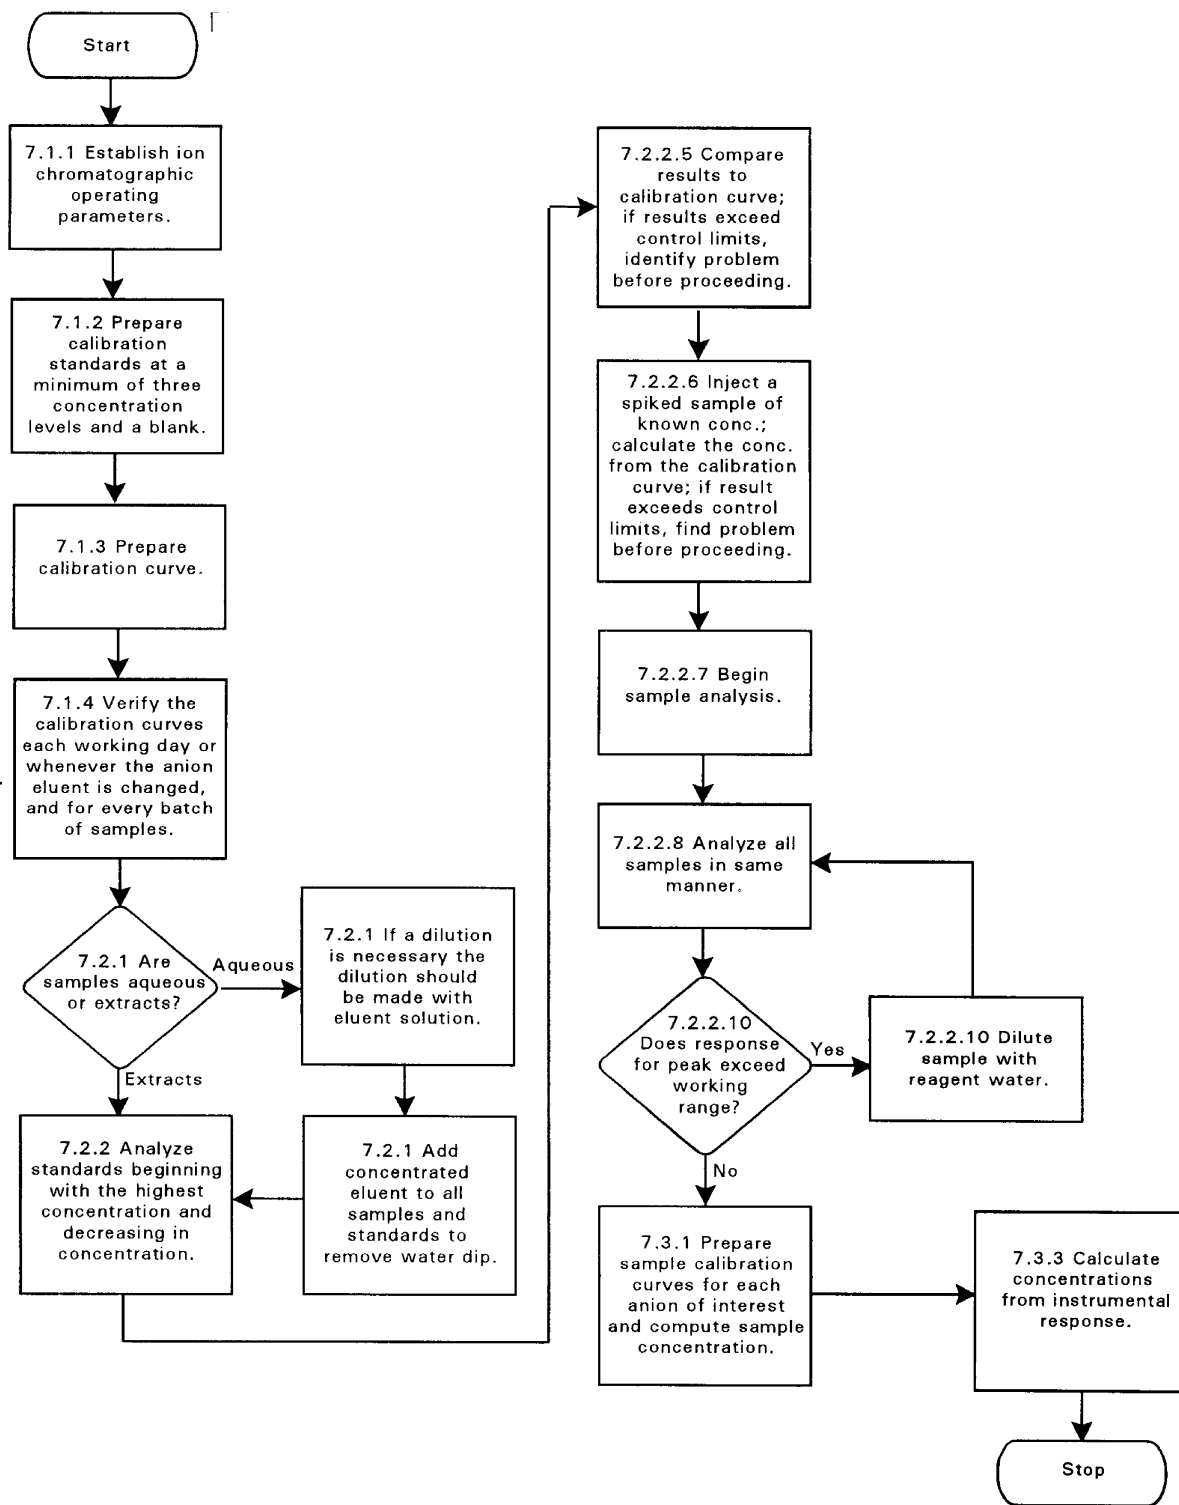 Start
7.1.1 Establish ion
chromatographic
operating
parameters.
7.1.2 Prepare
calibration
standards at a
minimum of three
concentration
levels and a blank.
7.1.3 Prepare
calibration curve.
7.1.4 Verify the
calibration curves
each working day or
whenever the anion
eluent is changed,
and for every batch
of samples.
7.2.1 Are
samples aqueous
or extracts?
Aqueous
7.2.1 If a dilution
is necessary the
dilution should
be made with
eluent solution.
Extracts
7.2.1 Add
concentrated
eluent to all
samples and
standards to
remove water dip.
7.2.2 Analyze
standards beginning
with the highest
concentration and
decreasing in
concentration.
7.2.2.5 Compare
results to
calibration curve;
if results exceed
control limits,
identify problem
before proceeding.
7.2.2.6 Inject a
spiked sample of
known conc.;
calculate the conc.
from the calibration
curve; if result
exceeds control
limits, find problem
before proceeding.
7.2.2.7 Begin
sample analysis.
7.2.2.8 Analyze all
samples in same
manner.
7.2.2.10
Does response
for peak exceed
working
range?
Yes
7.2.2.10 Dilute
sample with
reagent water.
No
7.3.1 Prepare
sample calibration
curves for each
anion of interest
and compute sample
concentration.
7.3.3 Calculate
concentrations
from instrumental
response.
Stop